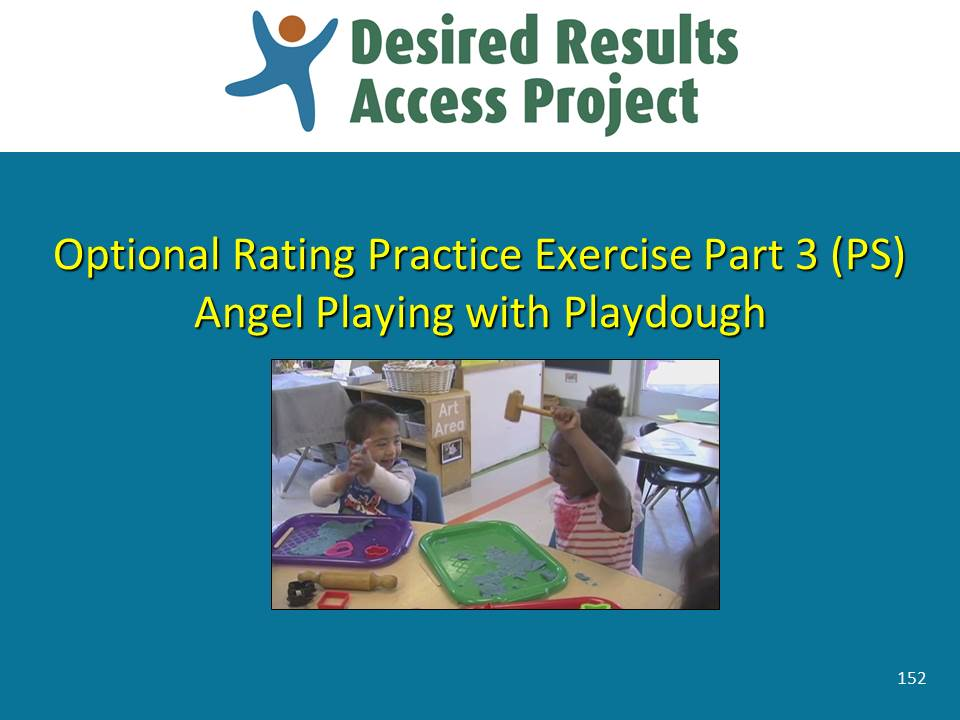 Desired Results
Access Project
Optional Rating Practice Exercise Part 3 (PS)
Angel Playing with Playdough
Art
Area
152